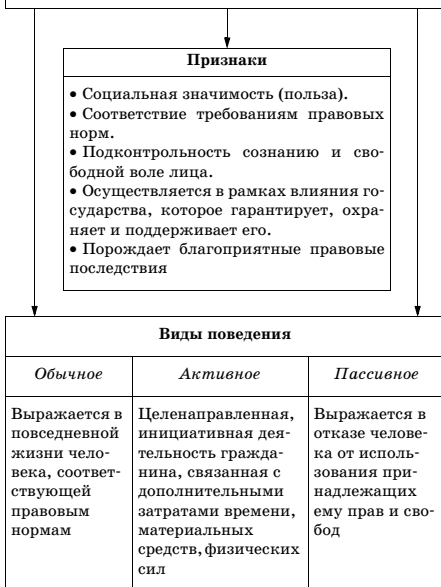 Признаки
• Социальная значимость (польза).
• Соответствие требованиям правовых
норм.
• Подконтрольность сознанию и сво-
бодной воле лица.
• Осуществляется в рамках влияния го-
сударства, которое гарантирует, охра-
няет и поддерживает его.
• Порождает благоприятные правовые
последствия
Виды поведения
Обычное
Активное
Пассивное
Выражается в
повседневной
жизни чело-
века, соответ-
ствующей
правовым
нормам
Целенаправленная,
инициативная дея-
тельность гражда-
нина, связанная с
дополнительными
затратами времени,
материальных
средств, физических
сил
Выражается в
отказе челове-
ка от исполь-
зования при-
надлежащих
ему прав и сво-
бод